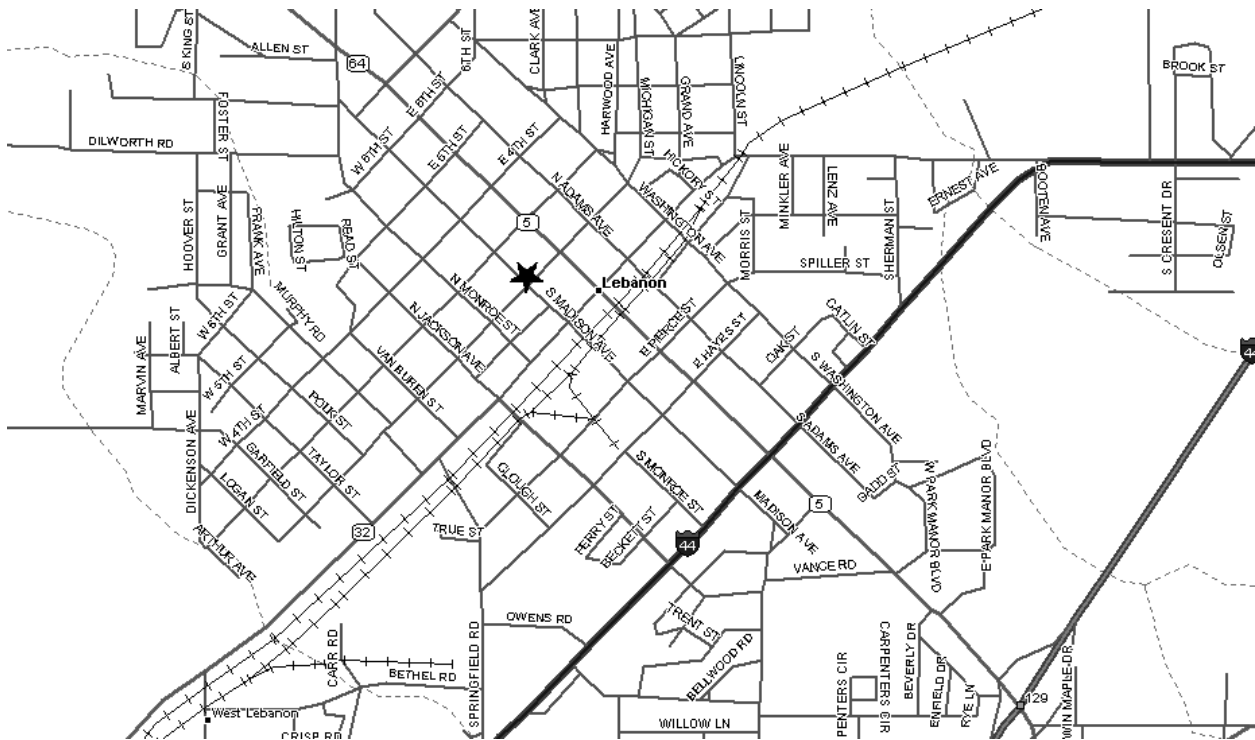 S KING ST
ALLEN ST
64
6TH ST
CLARK AVE
HARWOOD AVE
MICHIGAN ST
GRAND AVE
LINCOLN ST
BROOK ST
FOSTER ST
E 8TH ST
DILWORTH RD
W 8TH ST
E 6TH ST
E 4TH ST
HICKORY ST
MINKLER AVE
LENZ AVE
ERNEST AVE
BOOTEN AVE
N ADAMS AVE
WASHINGTON AVE
HOOVER ST
GRANT AVE
FRANK AVE
HILTON ST
READ ST
5
MORRIS ST
SHERMAN ST
S CRESENT DR
OLSEN ST
SPILLER ST
Lebanon
N MONROE ST
S MADISON AVE
MURPHY RD
W 6TH ST
N JACKSON AVE
E PIERCE ST
E HAYES ST
OAK ST
CATLIN ST
44
MARVIN AVE
ALBERT ST
W 5TH ST
VAN BUREN ST
S WASHINGTON AVE
POLK ST
W 4TH ST
DICKENSON AVE
GARFIELD ST
TAYLOR ST
S ADAMS AVE
LOGAN ST
CLOUGH ST
S MONROE ST
GADD ST
W PARK MANOR BLVD
E PARK MANOR BLVD
MADISON AVE
5
32
TRUE ST
PERRY ST
BECKETT ST
44
ARTHUR AVE
VANCE RD
OWENS RD
TRENT ST
CARR RD
BETHEL RD
SPRINGFIELD RD
BELLWOOD RD
PENTERS CIR
CARPENTERS CIR
BEVERLY DR
ENFIELD DR
RYE LN
WIN MAPLE DR
129
West Lebanon
WILLOW LN
CRISP RD